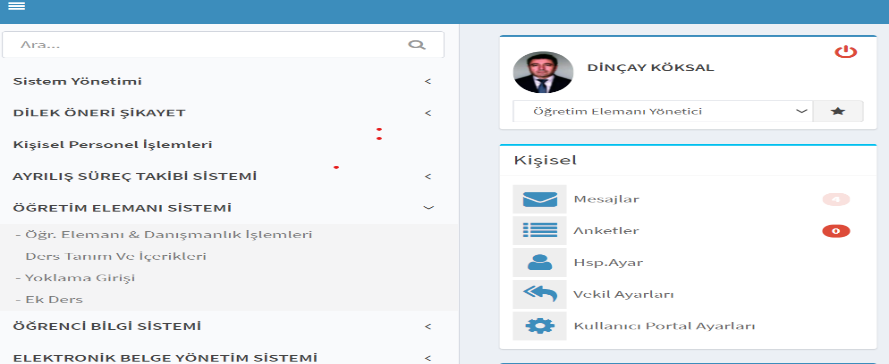 Ara...
Sistem Yönetimi
DİLEK ÖNERİ ŞİKAYET
Kişisel Personel İşlemleri
AYRILIŞ SÜREÇ TAKİBİ SİSTEMİ
ÖĞRETİM ELEMANI SİSTEMİ
- Öğr. Elemanı & Danışmanlık İşlemleri
- Ders Tanım Ve İçerikleri
- Yoklama Girişi
- Ek Ders
ÖĞRENCİ BİLGİ SİSTEMİ
ELEKTRONİK BELGE YÖNETİM SİSTEMİ
DİNÇAY KÖKSAL
Öğretim Elemanı Yönetici
Kişisel
Mesajlar 4
Anketler 0
Hsp.Ayar
Vekil Ayarları
Kullanıcı Portal Ayarları